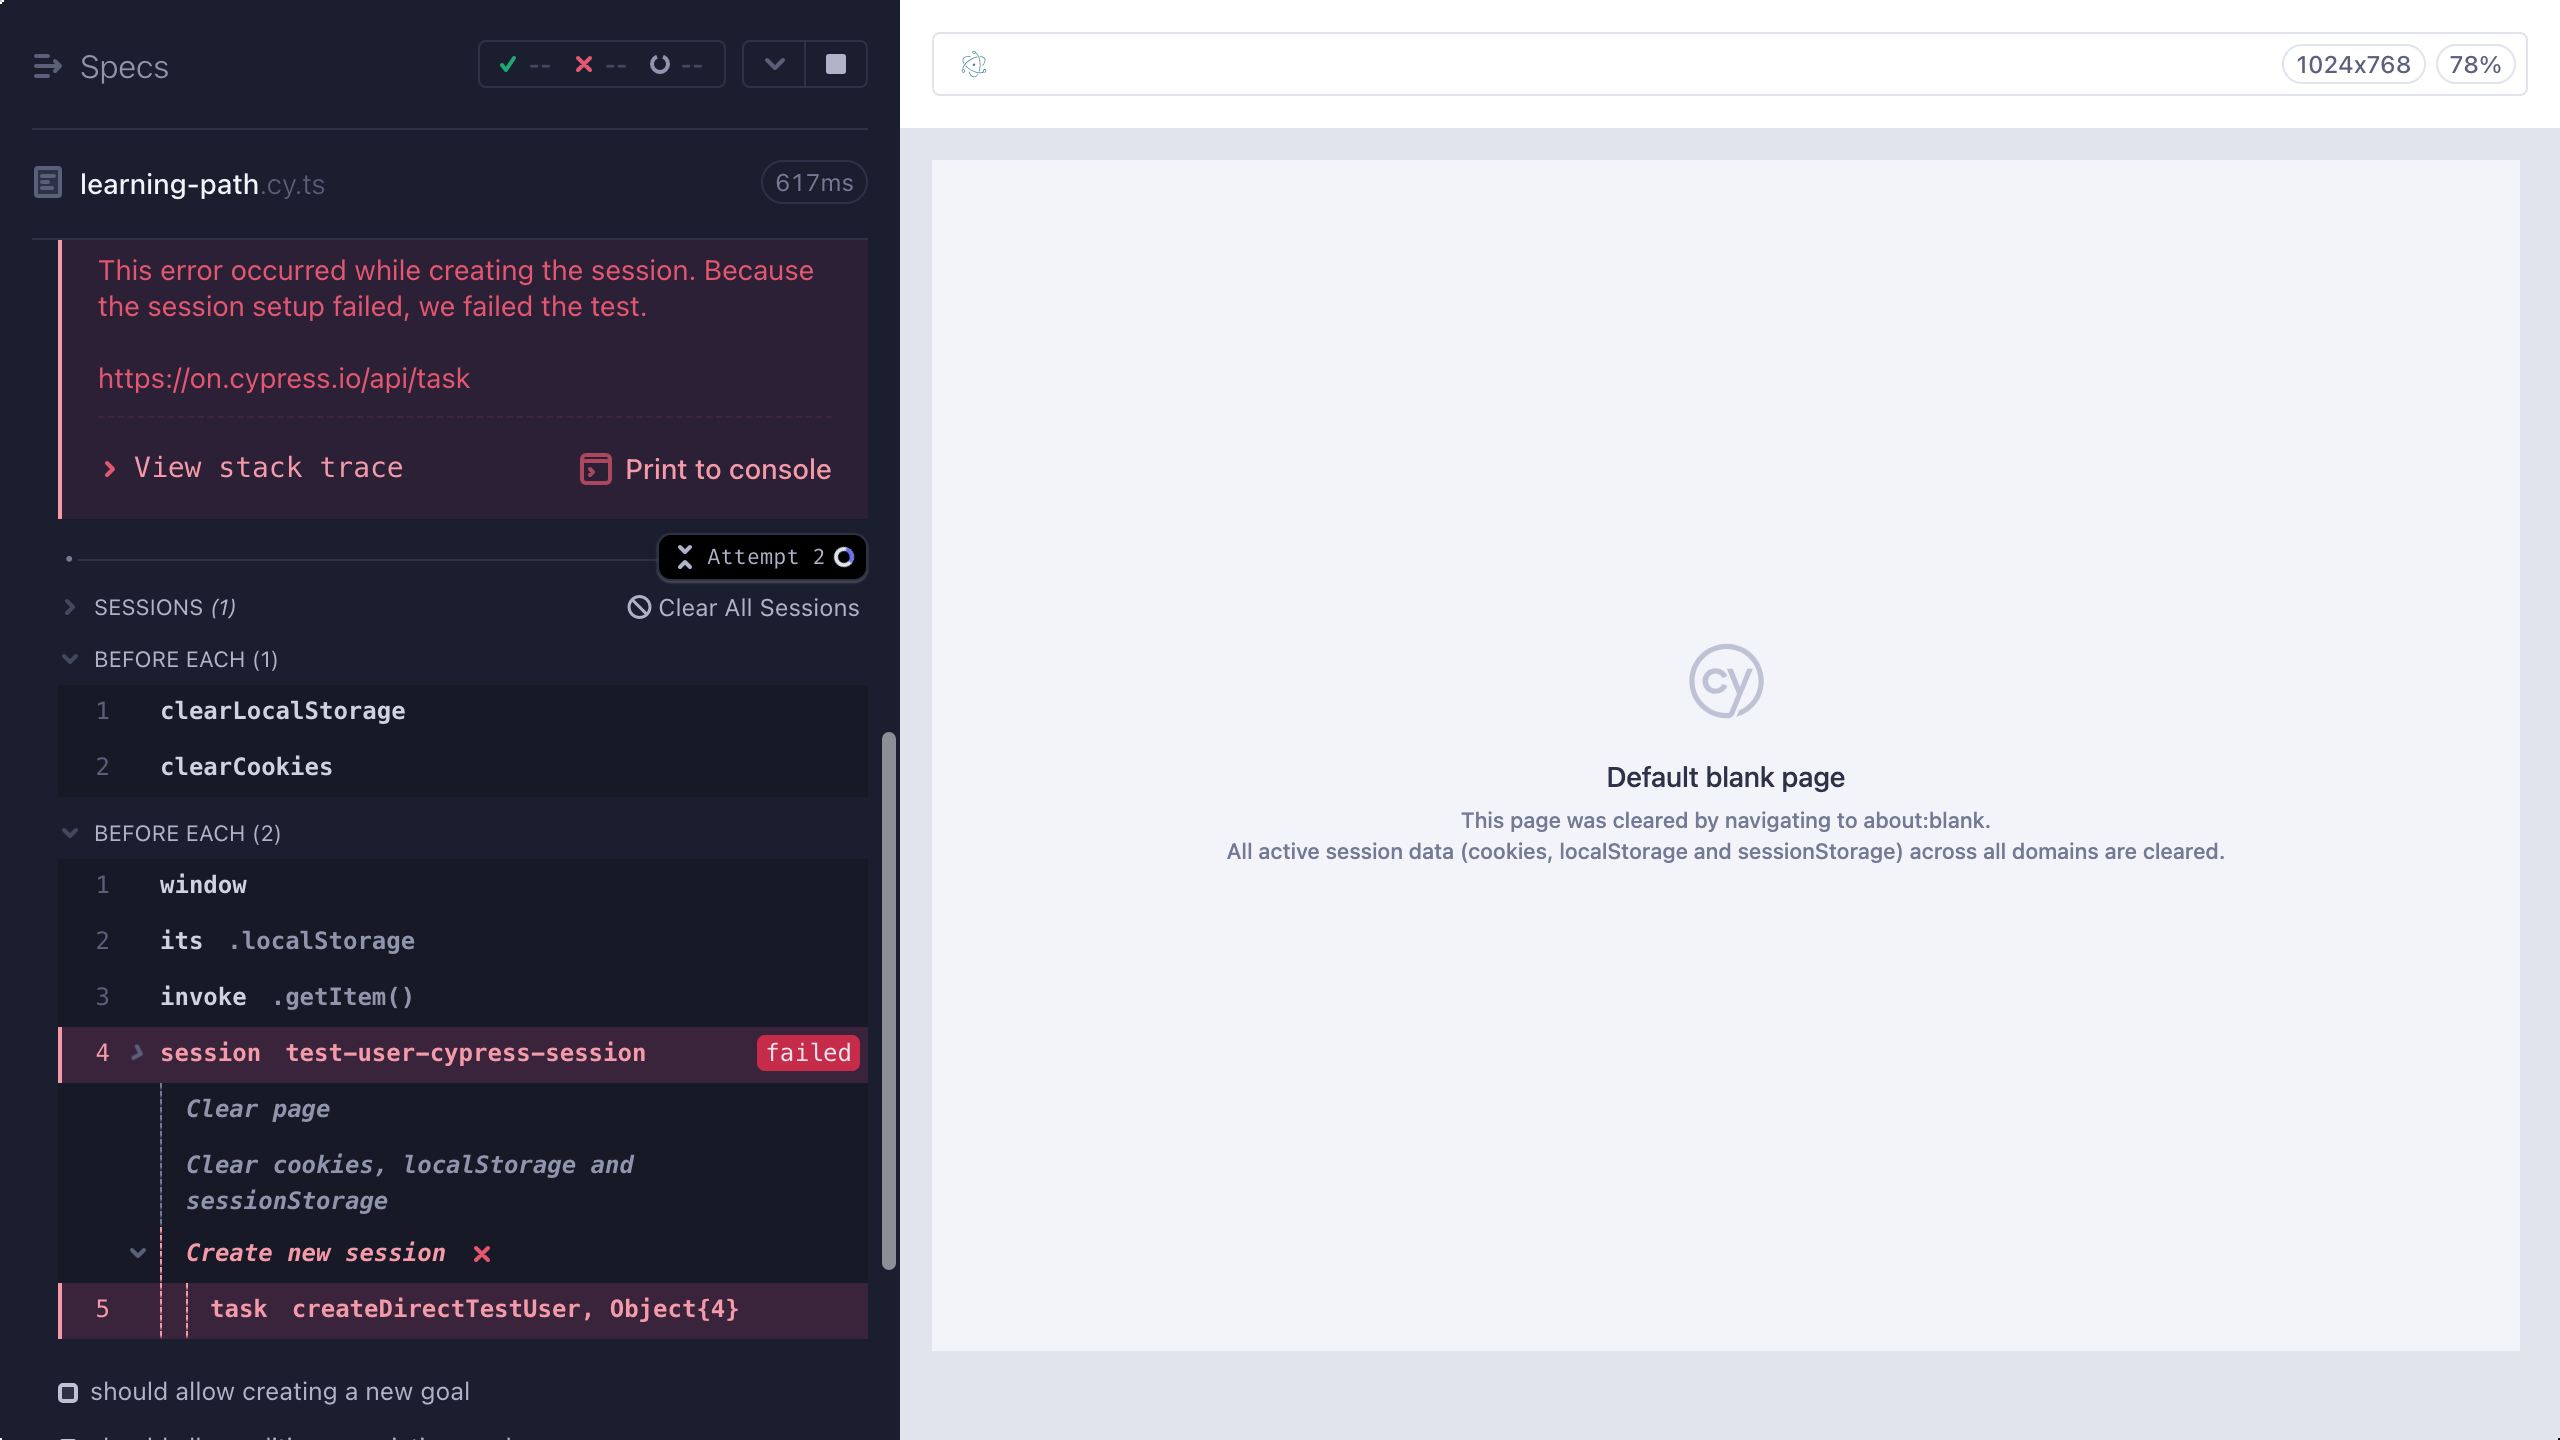 Specs
-- -- --
1024x768 78%
learning-path.cy.ts 617ms
This error occurred while creating the session. Because
the session setup failed, we failed the test.
https://on.cypress.io/api/task
View stack trace
Print to console
Attempt 2
SESSIONS (1)
Clear All Sessions
BEFORE EACH (1)
1 clearLocalStorage
2 clearCookies
BEFORE EACH (2)
1 window
2 its .localStorage
3 invoke .getItem()
4 session test-user-cypress-session failed
Clear page
Clear cookies, localStorage and
sessionStorage
Create new session
5 task createDirectTestUser, Object{4}
should allow creating a new goal
cy
Default blank page
This page was cleared by navigating to about:blank.
All active session data (cookies, localStorage and sessionStorage) across all domains are cleared.